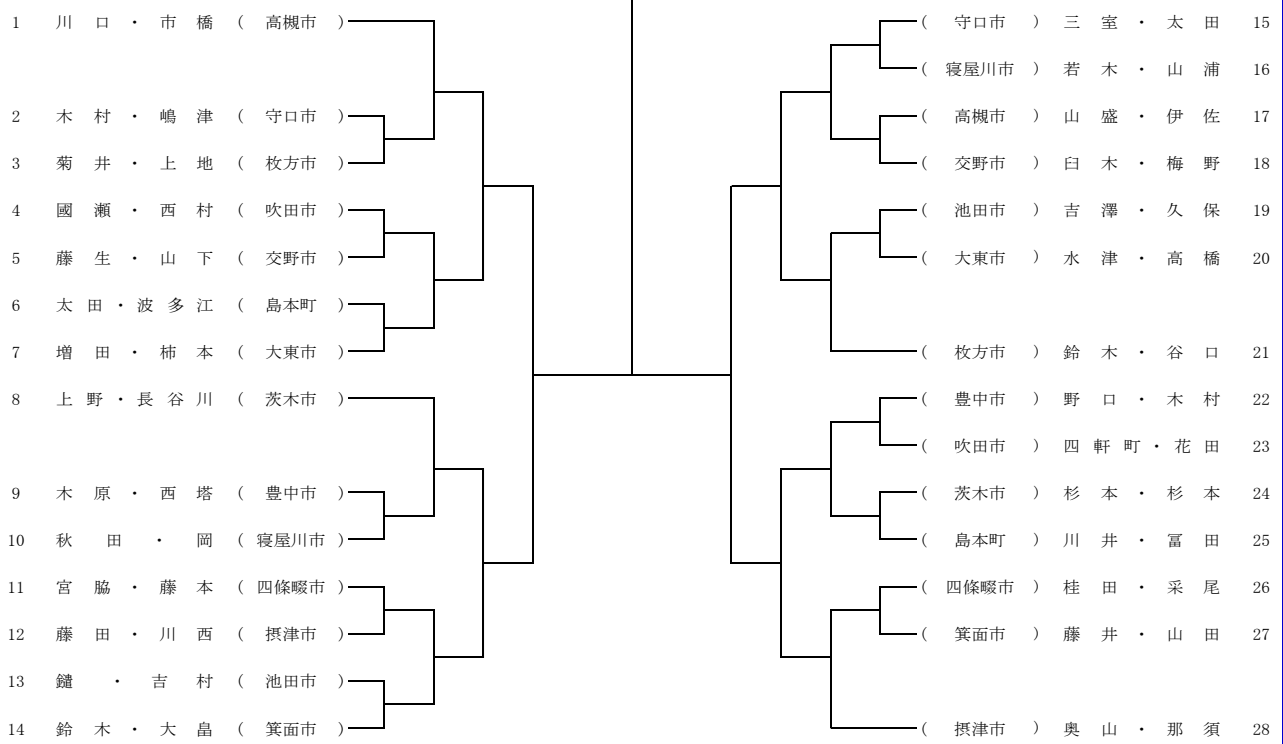 1 川口・市橋 ( 高槻市 )
2 木村・嶋津 ( 守口市 )
3 菊井・上地 ( 枚方市 )
4 國瀬・西村 ( 吹田市 )
5 藤生・山下 ( 交野市 )
6 太田・波多江 ( 島本町 )
7 増田・柿本 ( 大東市 )
8 上野・長谷川 ( 茨木市 )
9 木原・西塔 ( 豊中市 )
10 秋田・岡 ( 寝屋川市 )
11 宮脇・藤本 ( 四條畷市 )
12 藤田・川西 ( 摂津市 )
13 鑓・吉村 ( 池田市 )
14 鈴木・大畠 ( 箕面市 )
( 守口市 ) 三室・太田 15
( 寝屋川市 ) 若木・山浦 16
( 高槻市 ) 山盛・伊佐 17
( 交野市 ) 臼木・梅野 18
( 池田市 ) 吉澤・久保 19
( 大東市 ) 水津・高橋 20
( 枚方市 ) 鈴木・谷口 21
( 豊中市 ) 野口・木村 22
( 吹田市 ) 四軒町・花田 23
( 茨木市 ) 杉本・杉本 24
( 島本町 ) 川井・冨田 25
( 四條畷市 ) 桂田・采尾 26
( 箕面市 ) 藤井・山田 27
( 摂津市 ) 奥山・那須 28